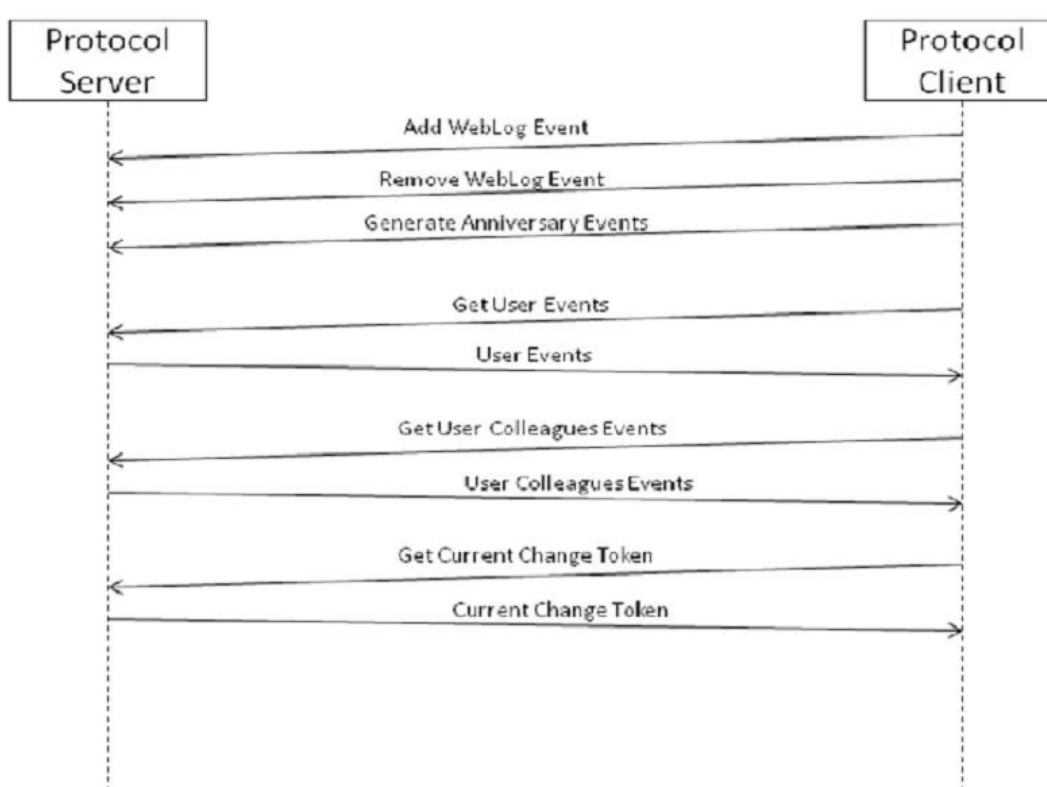 Protocol
Server
Protocol
Client
Add WebLog Event
Remove WebLog Event
Generate Anniversary Events
Get User Events
User Events
Get User Colleagues Events
User Colleagues Events
Get Current Change Token
Current Change Token